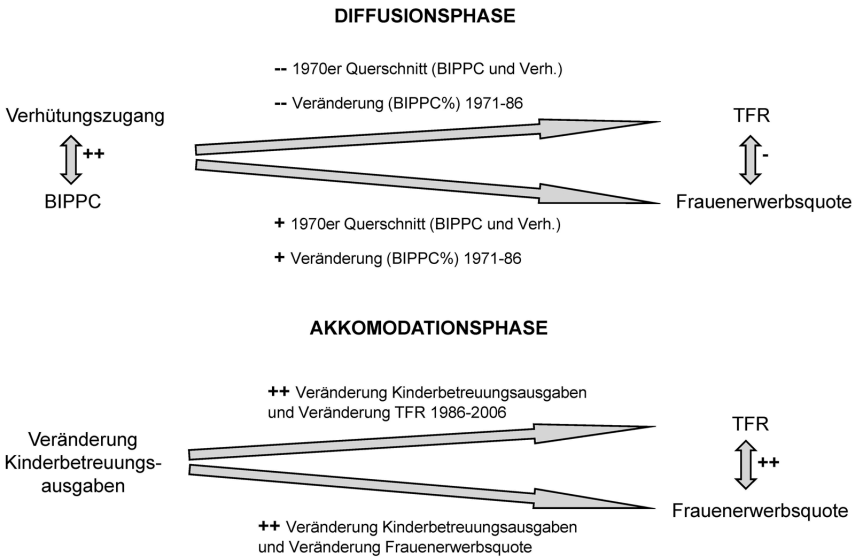 DIFFUSIONSPHASE
-- 1970er Querschnitt (BIPPC und Verh.)
-- Veränderung (BIPPC%) 1971-86
Verhütungszugang
++
BIPPC
TFR
-
Frauenerwerbsquote
+ 1970er Querschnitt (BIPPC und Verh.)
+ Veränderung (BIPPC%) 1971-86
AKKOMODATIONSPHASE
++ Veränderung Kinderbetreuungsausgaben
und Veränderung TFR 1986-2006
Veränderung
Kinderbetreuungs-
ausgaben
TFR
++
Frauenerwerbsquote
++ Veränderung Kinderbetreuungsausgaben
und Veränderung Frauenerwerbsquote